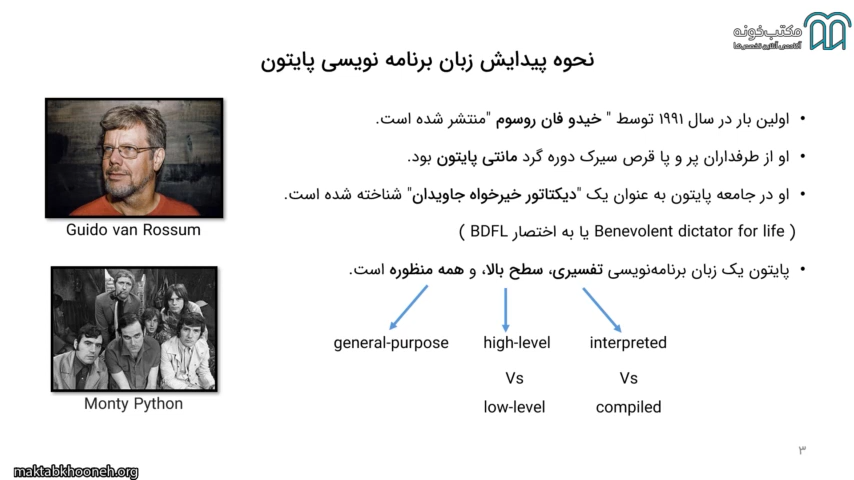 مکتب‌خونه
آکادمی آنلاین تخصص‌ها
نحوه پیدایش زبان برنامه نویسی پایتون
• اولین بار در سال ۱۹۹۱ توسط " خیدو فان روسوم "منتشر شده است.
• او از طرفداران پر و پا قرص سیرک دوره گرد مانتی پایتون بود.
• او در جامعه پایتون به عنوان یک "دیکتاتور خیرخواه جاویدان" شناخته شده است.
( Benevolent dictator for life یا به اختصار BDFL )
• پایتون یک زبان برنامه‌نویسی تفسیری، سطح بالا، و همه منظوره است.
Guido van Rossum
Monty Python
general-purpose high-level interpreted
Vs Vs
low-level compiled
۳
maktabkhooneh.org